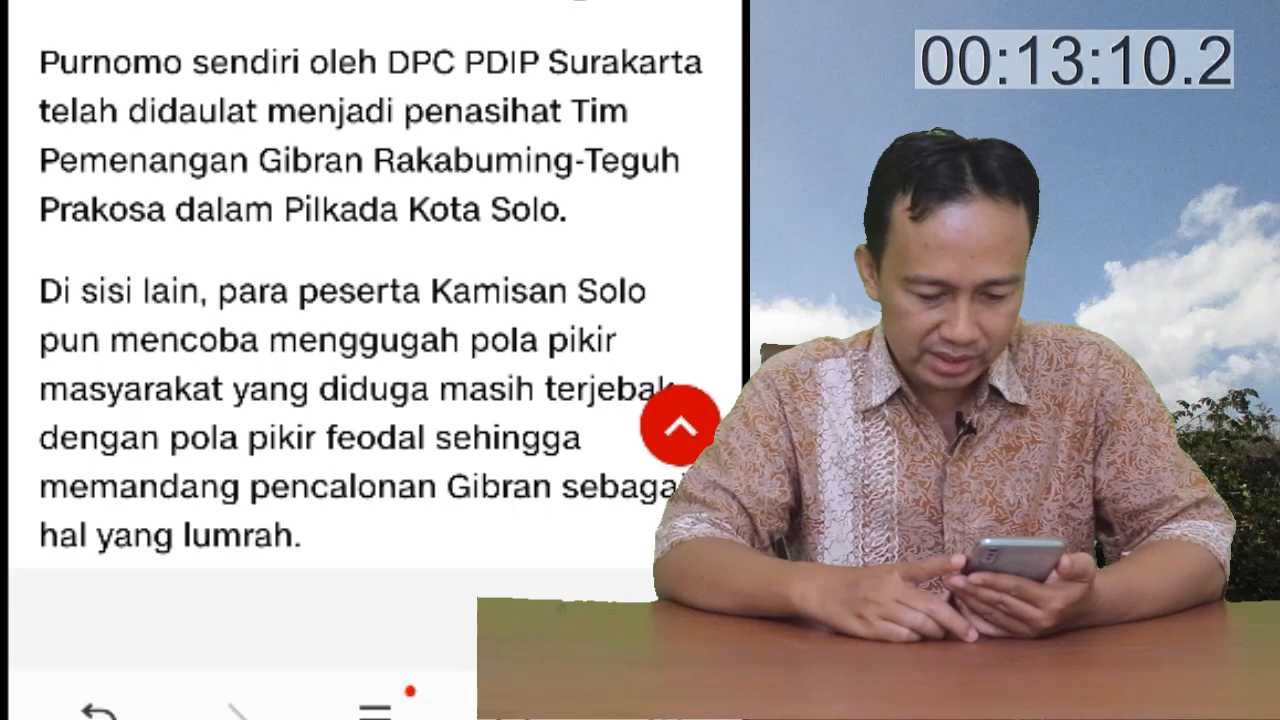 Purnomo sendiri oleh DPC PDIP Surakarta
telah didaulat menjadi penasihat Tim
Pemenangan Gibran Rakabuming-Teguh
Prakosa dalam Pilkada Kota Solo.
Di sisi lain, para peserta Kamisan Solo
pun mencoba menggugah pola pikir
masyarakat yang diduga masih terjebak
dengan pola pikir feodal sehingga
memandang pencalonan Gibran sebagai
hal yang lumrah.
00:13:10.2